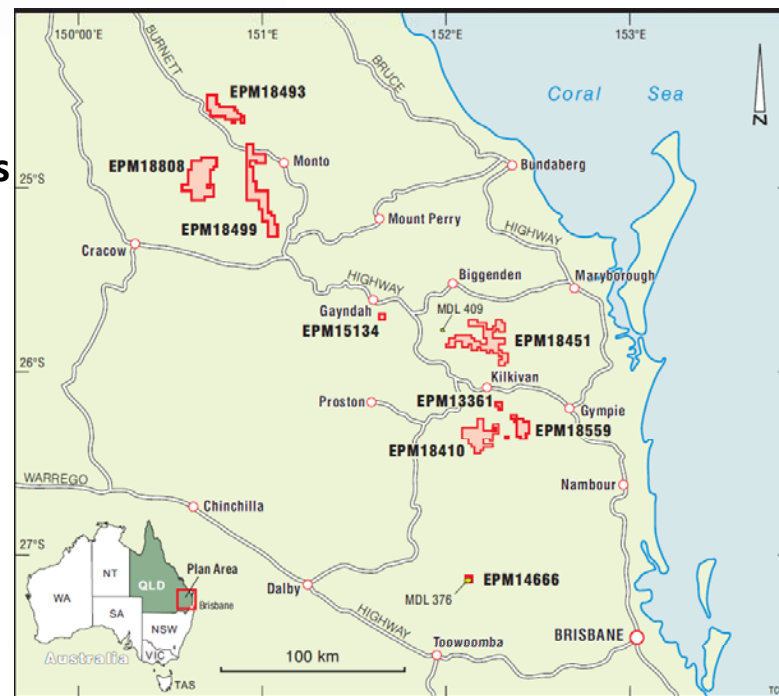 150°00'E
151°E
152°E
153°E
BURNETT
BRUCE
Coral Sea
EPM18493
N
S
EPM18808
Monto
Bundaberg
25°S
EPM18499
Mount Perry
HIGHWAY
Cracow
HIGHWAY
Biggenden
Maryborough
Gayndah
MDL 409
EPM15134
EPM18451
26°S
Kilkivan
Proston
EPM13361
Gympie
EPM18559
EPM18410
WARREGO
Nambour
Chinchilla
27°S
Plan Area
NT
QLD
EPM14666
WA
Brisbane
Dalby
MDL 376
SA
HIGHWAY
NSW
BRISBANE
VIC
Toowoomba
Australia
100 km
TAS